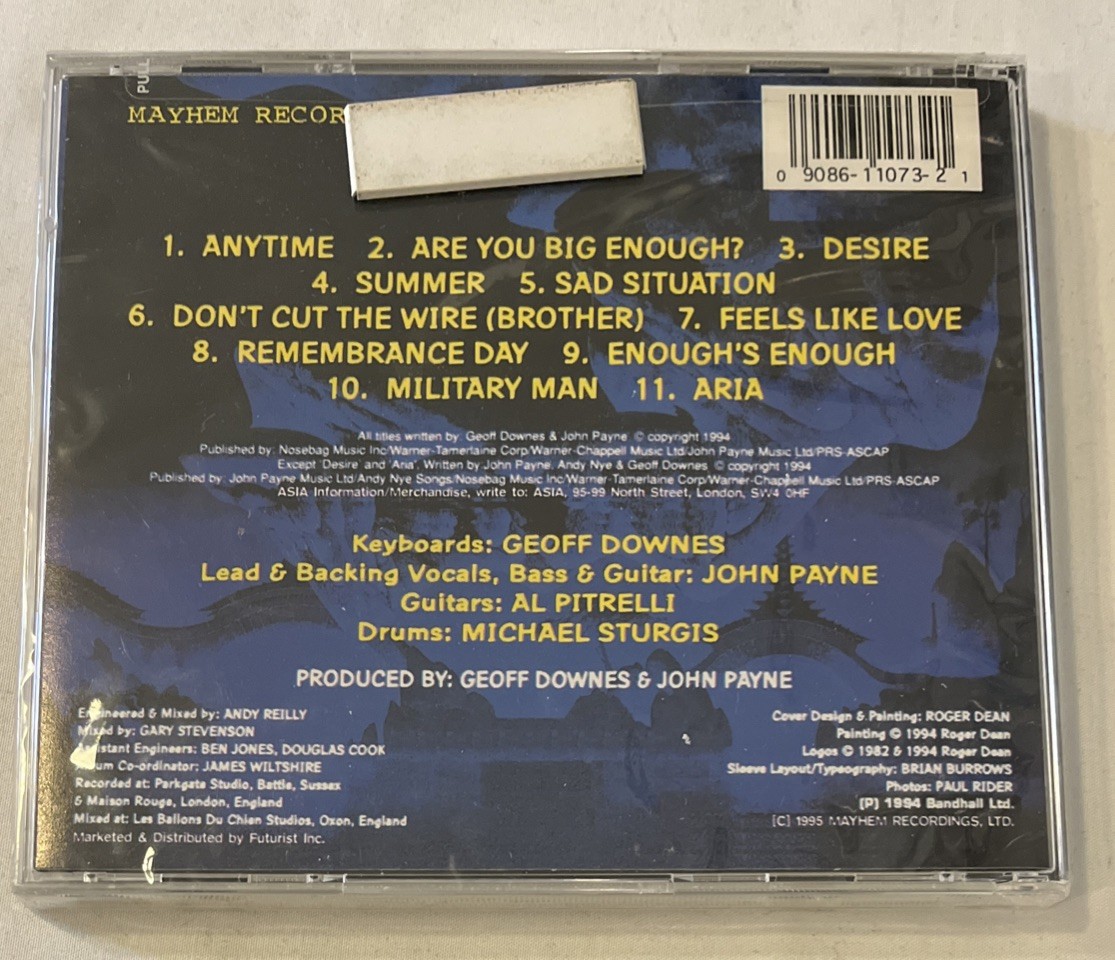 PULL
MAYHEM RECOR
0 9086-11073-2 1
1. ANYTIME 2. ARE YOU BIG ENOUGH? 3. DESIRE
4. SUMMER 5. SAD SITUATION
6. DON'T CUT THE WIRE (BROTHER) 7. FEELS LIKE LOVE
8. REMEMBRANCE DAY 9. ENOUGH'S ENOUGH
10. MILITARY MAN 11. ARIA
All titles written by: Geoff Downes & John Payne © copyright 1994
Published by: Nosebag Music Inc/Warner-Tamerlaine Corp/Warner-Chappell Music Ltd/John Payne Music Ltd/PRS-ASCAP
Except 'Desire' and 'Aria', Written by John Payne, Andy Nye & Geoff Downes © copyright 1994
Published by: John Payne Music Ltd/Andy Nye Songs/Nosebag Music Inc/Warner-Tamerlaine Corp/Warner-Chappell Music Ltd/PRS-ASCAP
ASIA Information/Merchandise, write to: ASIA, 95-99 North Street, London, SW4 0HF
Keyboards: GEOFF DOWNES
Lead & Backing Vocals, Bass & Guitar: JOHN PAYNE
Guitars: AL PITRELLI
Drums: MICHAEL STURGIS
PRODUCED BY: GEOFF DOWNES & JOHN PAYNE
Engineered & Mixed by: ANDY REILLY
Mixed by: GARY STEVENSON
Assistant Engineers: BEN JONES, DOUGLAS COOK
Album Co-ordinator: JAMES WILTSHIRE
Recorded at: Parkgate Studio, Battle, Sussex
& Maison Rouge, London, England
Mixed at: Les Ballons Du Chien Studios, Oxon, England
Marketed & Distributed by Futurist Inc.
Cover Design & Painting: ROGER DEAN
Painting © 1994 Roger Dean
Logos © 1982 & 1994 Roger Dean
Sleeve Layout/Typeography: BRIAN BURROWS
Photos: PAUL RIDER
(P) 1994 Bandhall Ltd.
[C] 1995 MAYHEM RECORDINGS, LTD.